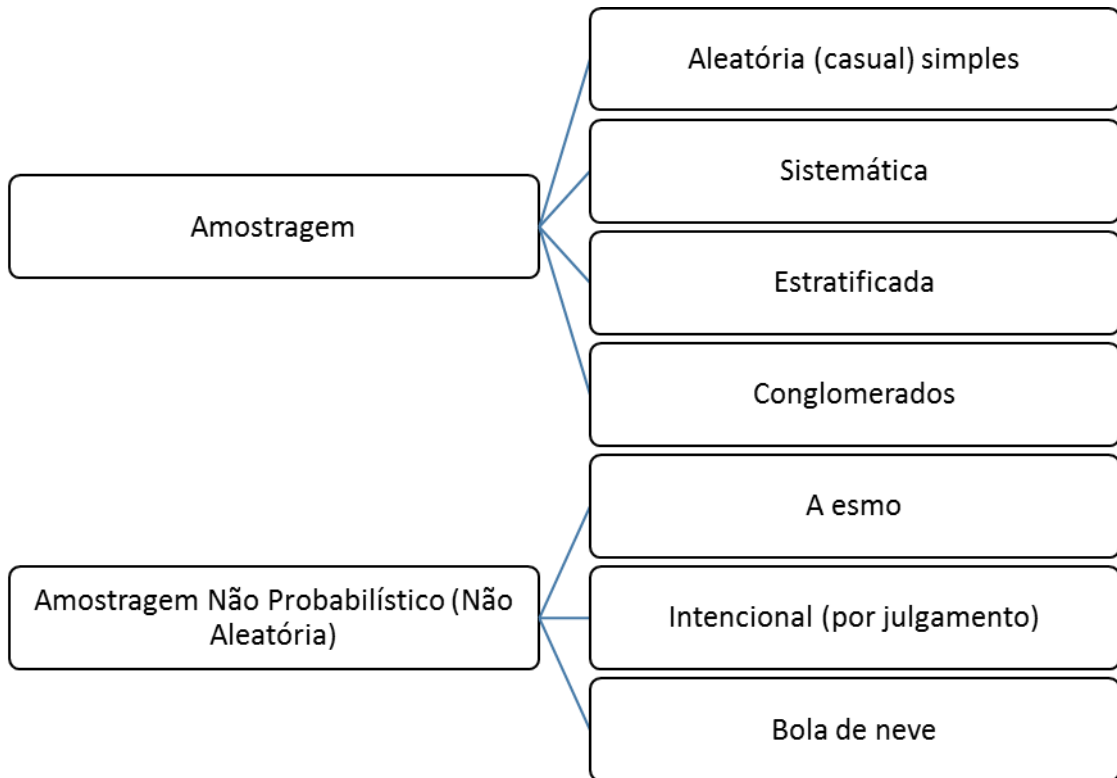 Amostragem
Aleatória (casual) simples
Sistemática
Estratificada
Conglomerados
Amostragem Não Probabilístico (Não
Aleatória)
A esmo
Intencional (por julgamento)
Bola de neve